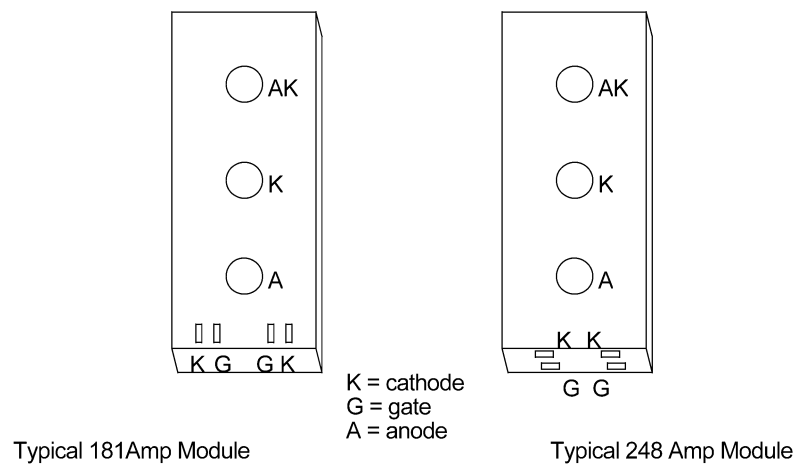 AK
K
A
K G G K
AK
K
A
K K
G G
K = cathode
G = gate
A = anode
Typical 181Amp Module
Typical 248 Amp Module